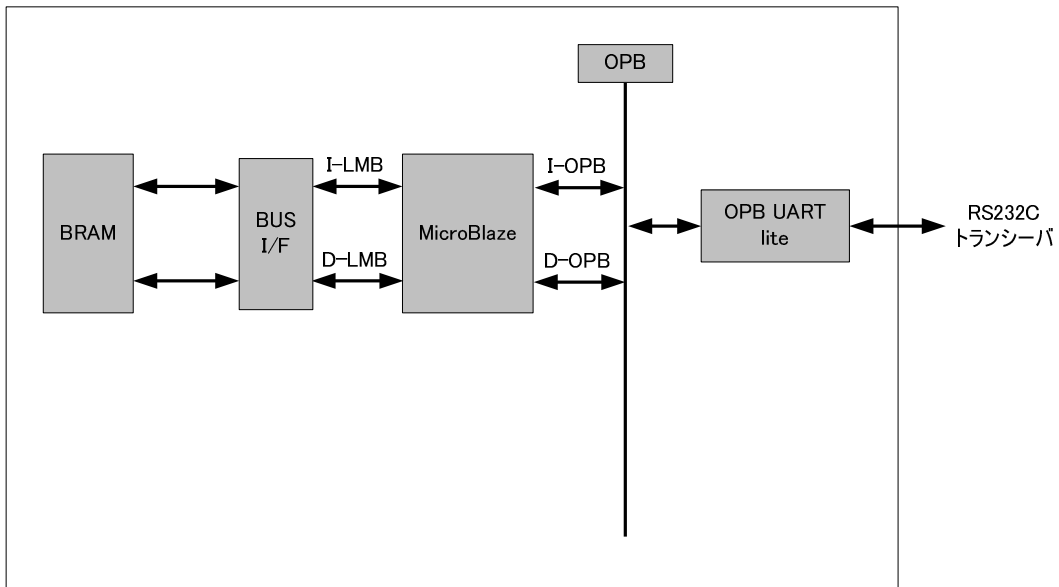 OPB
I-LMB
I-OPB
BRAM
BUS
I/F
MicroBlaze
OPB UART
lite
RS232C
トランシーバ
D-LMB
D-OPB